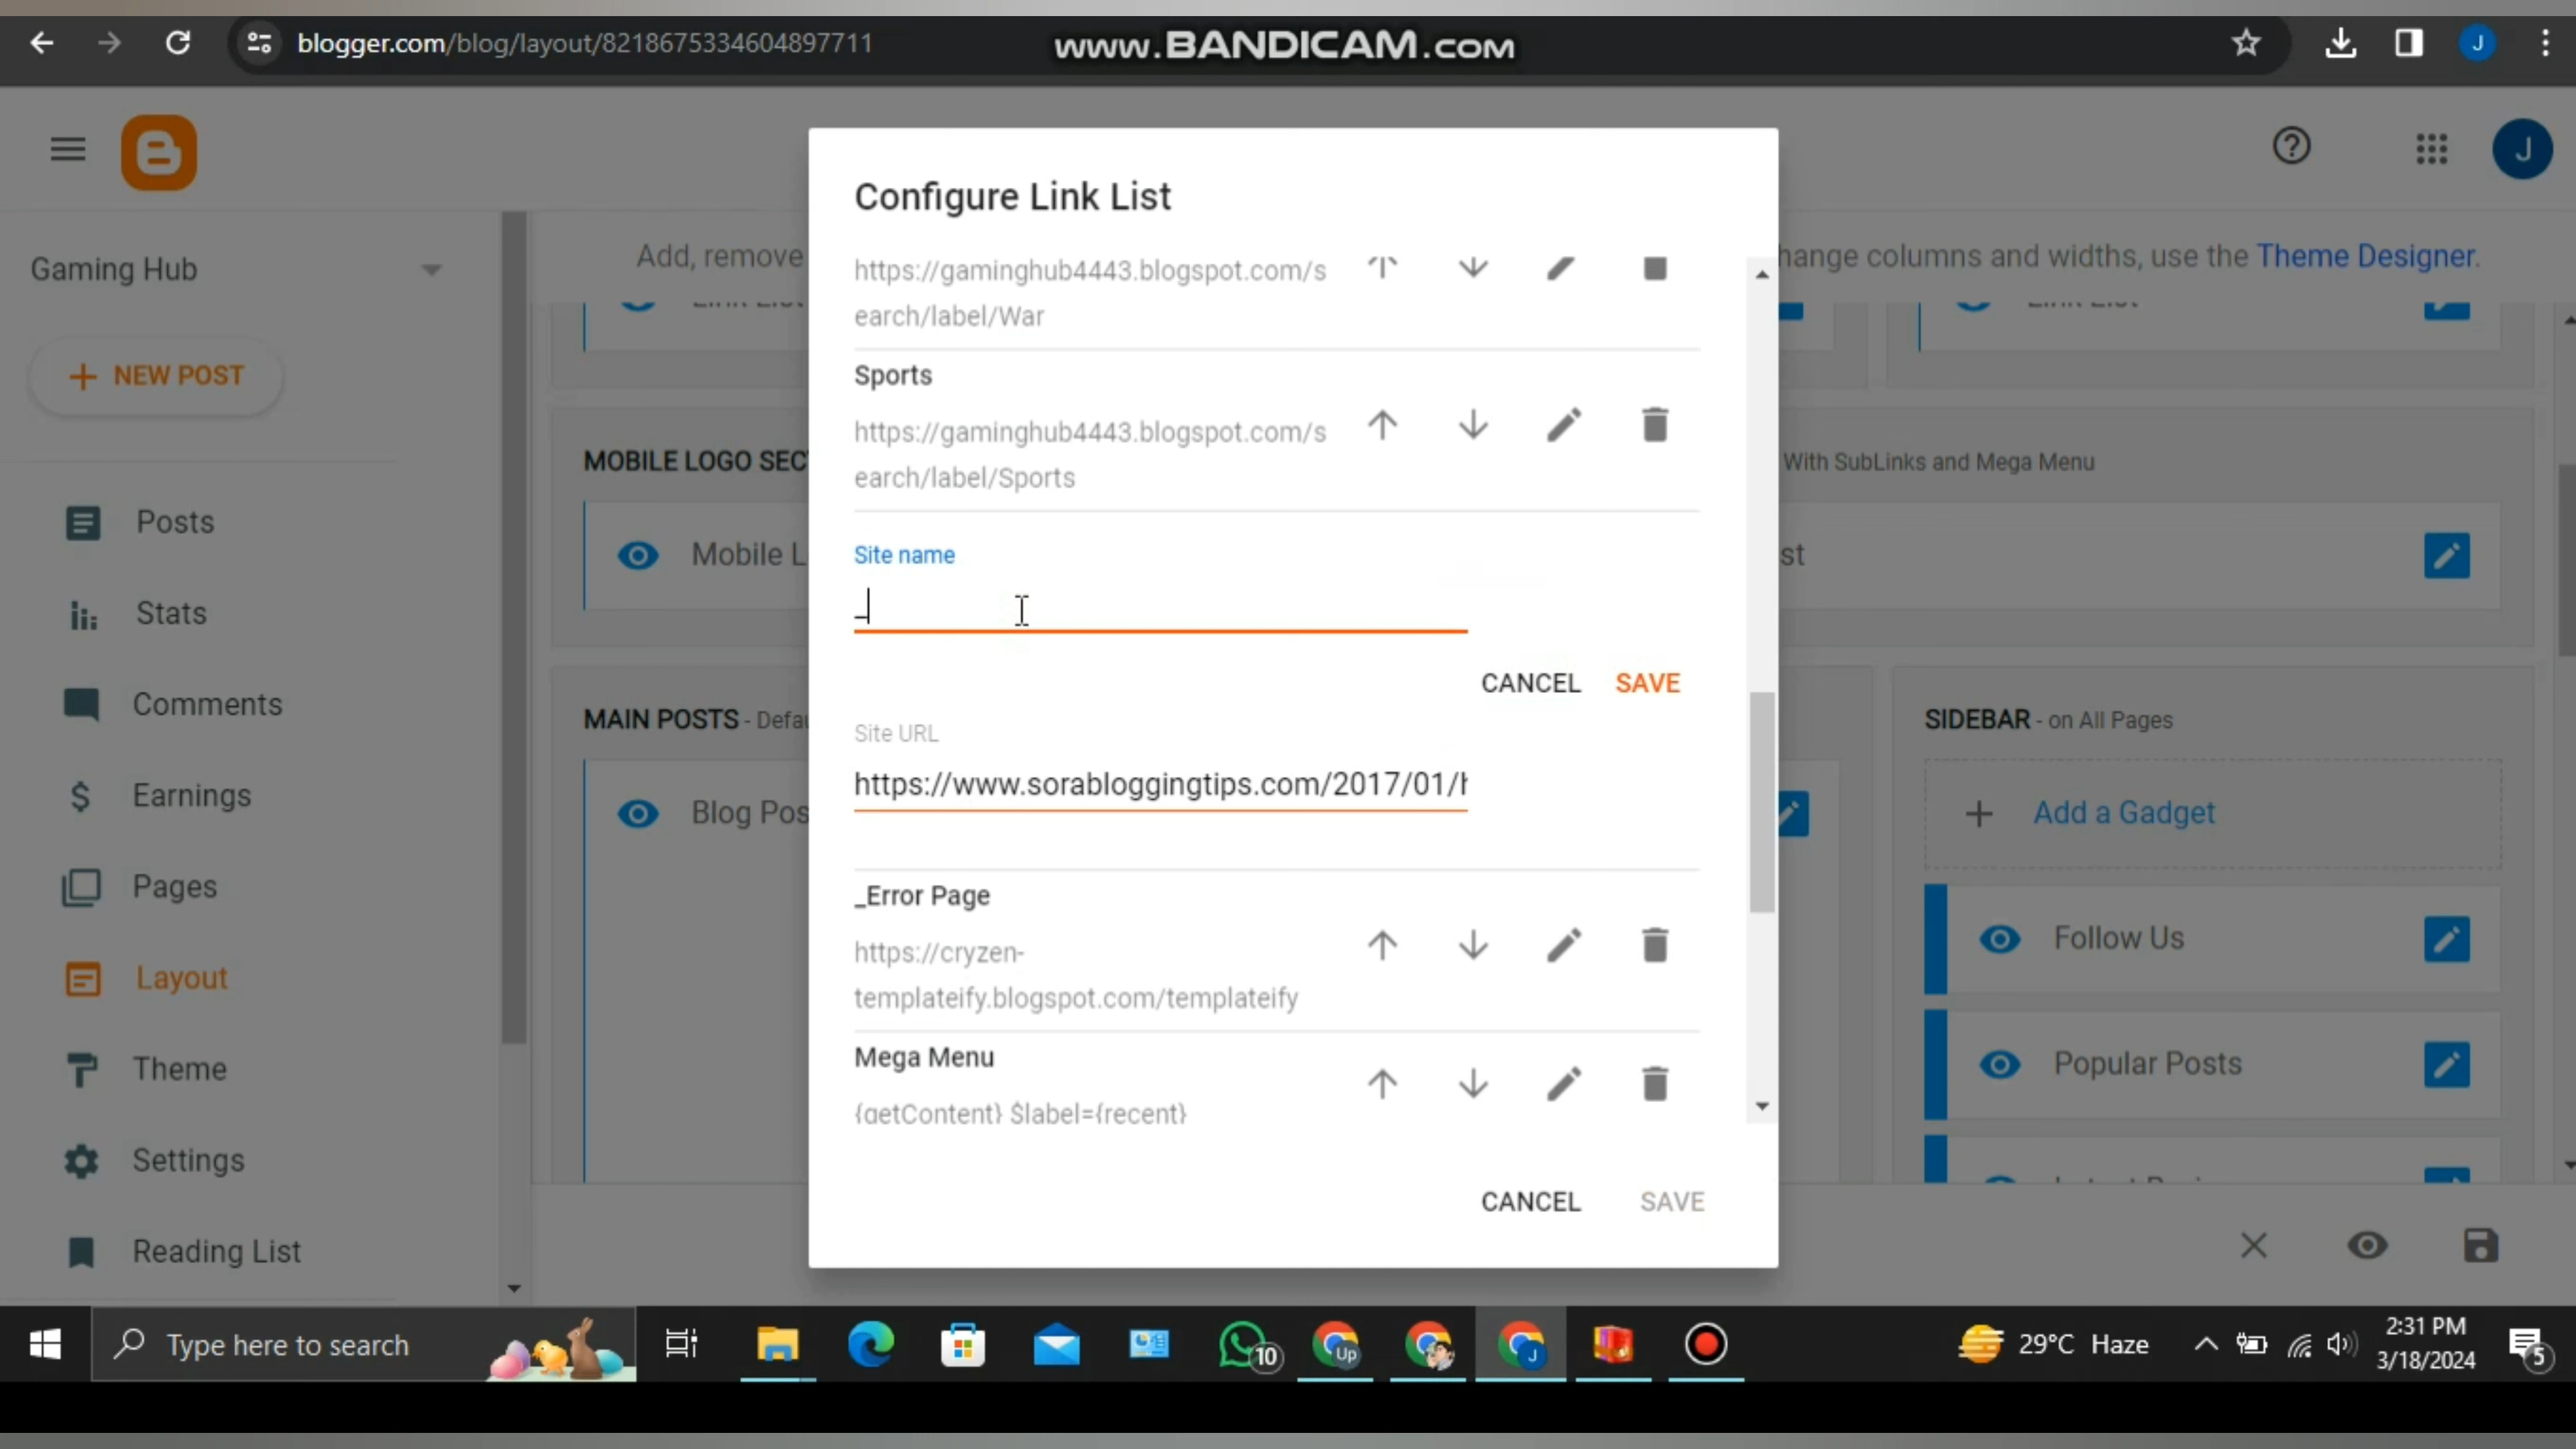 blogger.com/blog/layout/8218675334604897711
www.BANDICAM.com
J
J
Gaming Hub
NEW POST
Posts
Stats
Comments
Earnings
Pages
Layout
Theme
Settings
Reading List
Add, remove
hange columns and widths, use the Theme Designer.
MOBILE LOGO SEC
Mobile L
With SubLinks and Mega Menu
st
MAIN POSTS - Defau
Blog Pos
SIDEBAR - on All Pages
Add a Gadget
Follow Us
Popular Posts
Configure Link List
https://gaminghub4443.blogspot.com/s
earch/label/War
Sports
https://gaminghub4443.blogspot.com/s
earch/label/Sports
Site name
_
CANCEL SAVE
Site URL
https://www.sorabloggingtips.com/2017/01/h
_Error Page
https://cryzen-
templateify.blogspot.com/templateify
Mega Menu
{getContent} $label={recent}
CANCEL SAVE
Type here to search
10
Up
J
29°C Haze
2:31 PM
3/18/2024
5